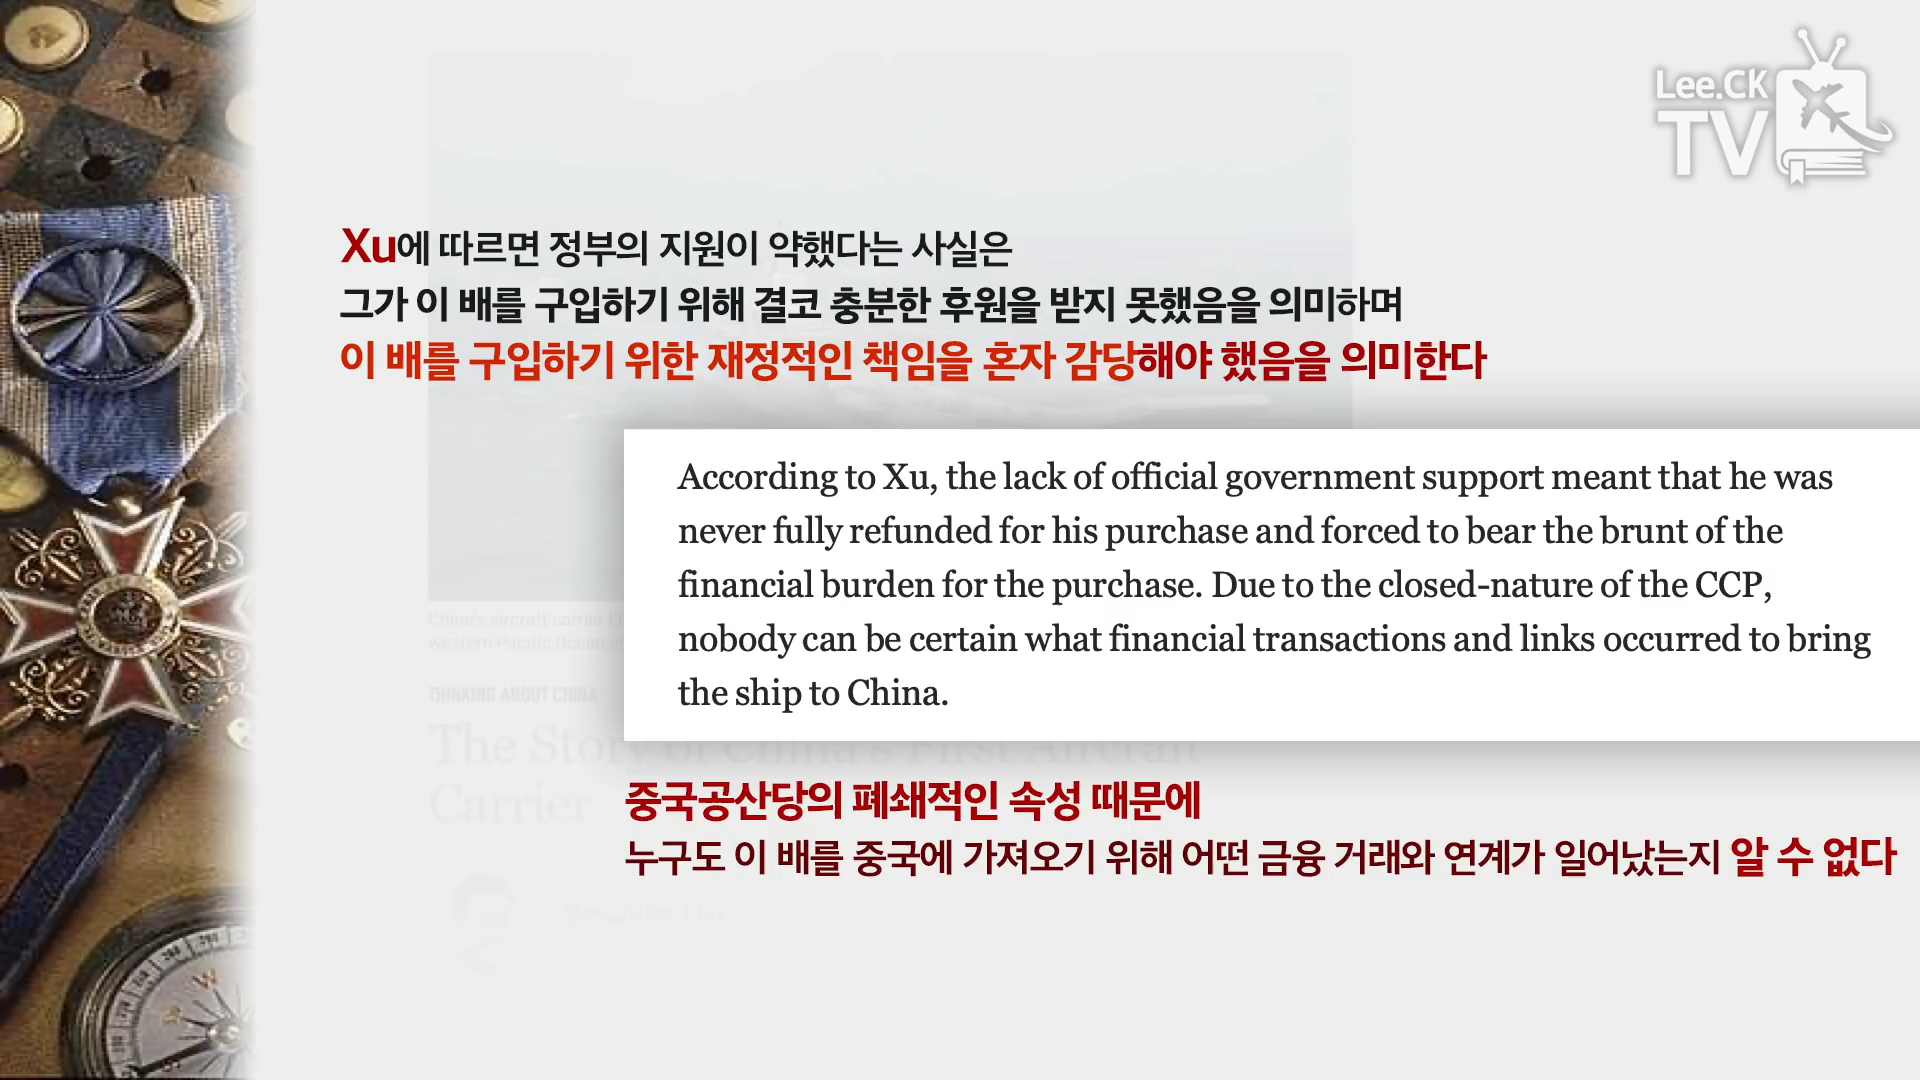 Lee.CK
TV
Xu에 따르면 정부의 지원이 약했다는 사실은
그가 이 배를 구입하기 위해 결코 충분한 후원을 받지 못했음을 의미하며
이 배를 구입하기 위한 재정적인 책임을 혼자 감당해야 했음을 의미한다
According to Xu, the lack of official government support meant that he was
never fully refunded for his purchase and forced to bear the brunt of the
financial burden for the purchase. Due to the closed-nature of the CCP,
nobody can be certain what financial transactions and links occurred to bring
the ship to China.
China's aircraft carrier
western Pacific Ocean
THINKING ABOUT CHINA
The Story of China's First Aircraft
Carrier
중국공산당의 폐쇄적인 속성 때문에
누구도 이 배를 중국에 가져오기 위해 어떤 금융 거래와 연계가 일어났는지 알 수 없다